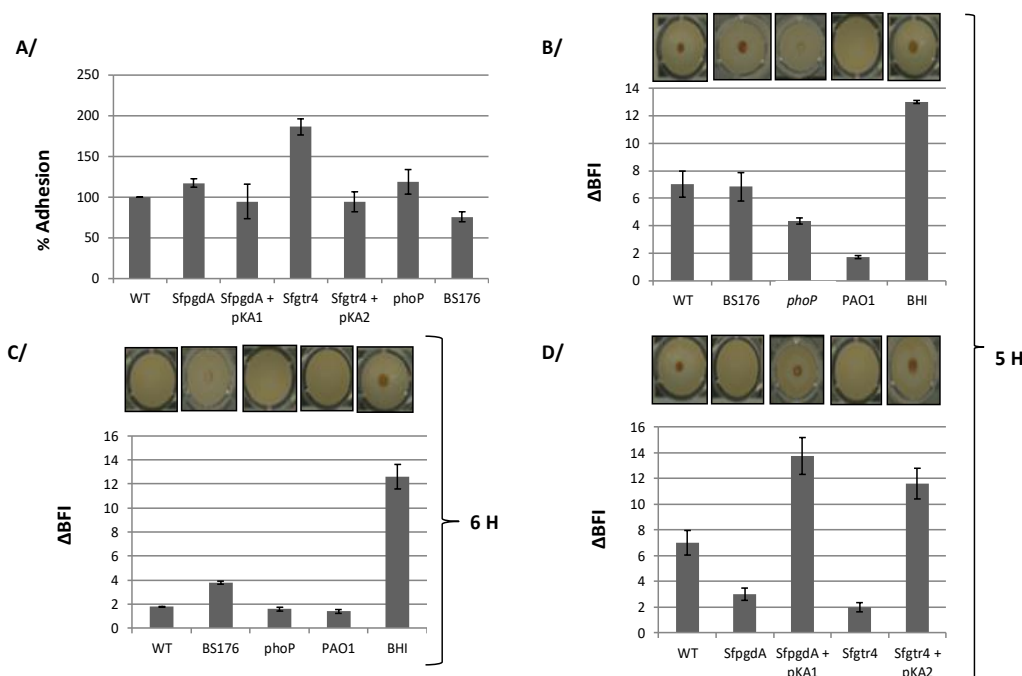 A/
250
200
150
100
50
0
% Adhesion
WT SfpgdA SfpgdA + pKA1 Sfgtr4 Sfgtr4 + pKA2 phoP BS176
B/
14
12
10
8
6
4
2
0
ΔBFI
WT BS176 phoP PAO1 BHI
C/
16
14
12
10
8
6
4
2
0
ΔBFI
WT BS176 phoP PAO1 BHI
6 H
D/
16
14
12
10
8
6
4
2
0
ΔBFI
WT SfpgdA SfpgdA + pKA1 Sfgtr4 Sfgtr4 + pKA2
5 H